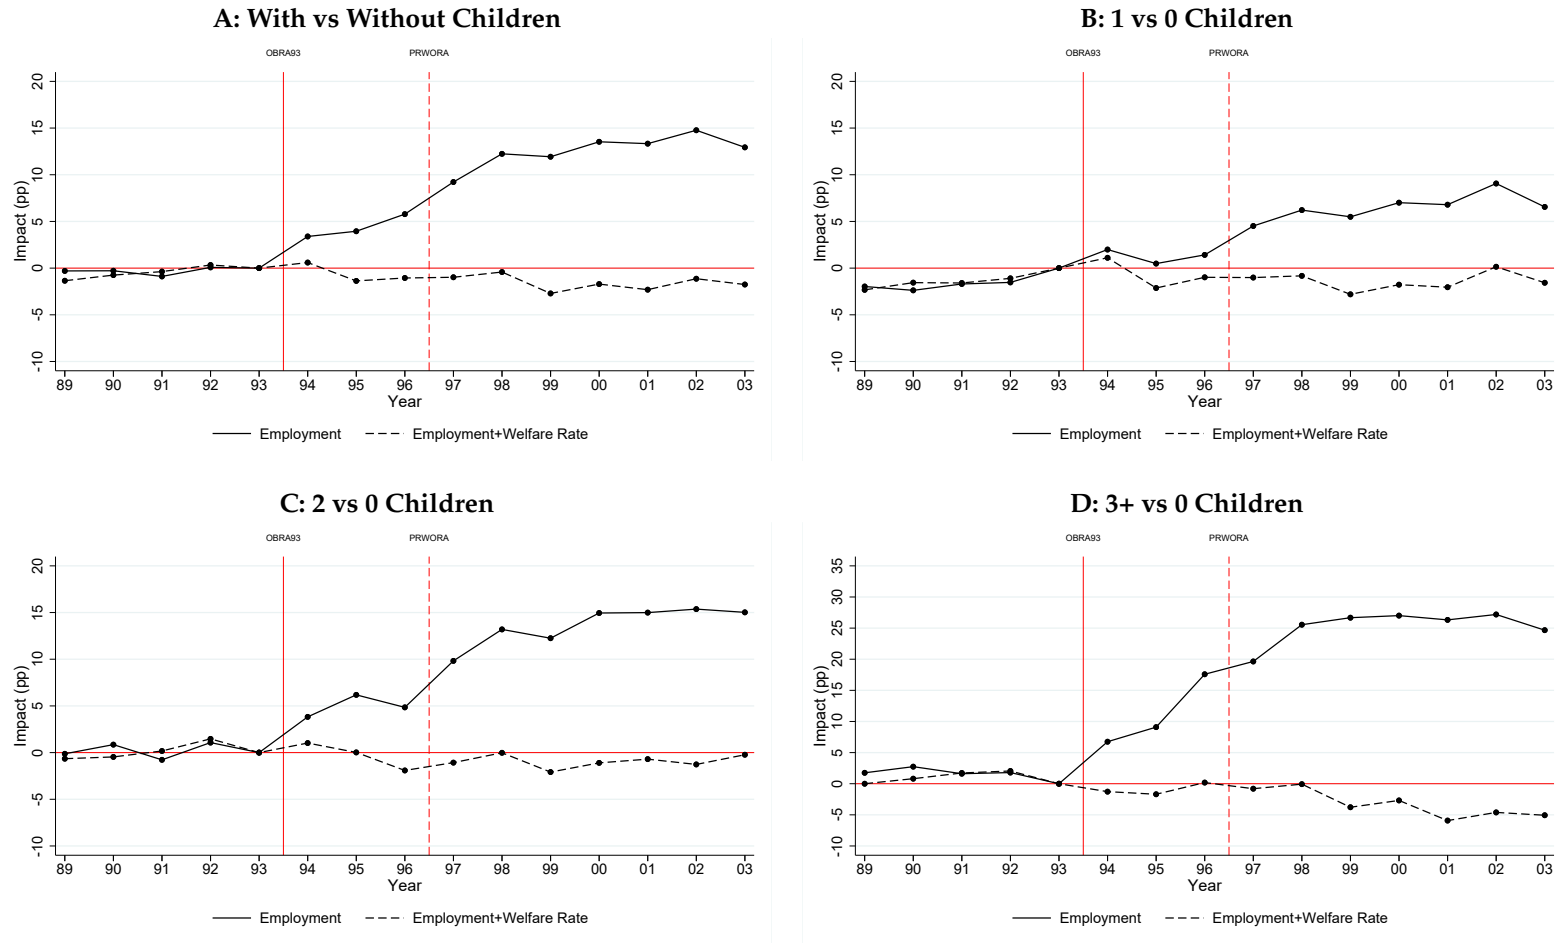 A: With vs Without Children
OBRA93 PRWORA
20
15
10
5
0
-5
-10
Impact (pp)
89 90 91 92 93 94 95 96 97 98 99 00 01 02 03
Year
Employment Employment+Welfare Rate
B: 1 vs 0 Children
OBRA93 PRWORA
20
15
10
5
0
-5
-10
Impact (pp)
89 90 91 92 93 94 95 96 97 98 99 00 01 02 03
Year
Employment Employment+Welfare Rate
C: 2 vs 0 Children
OBRA93 PRWORA
20
15
10
5
0
-5
-10
Impact (pp)
89 90 91 92 93 94 95 96 97 98 99 00 01 02 03
Year
Employment Employment+Welfare Rate
D: 3+ vs 0 Children
OBRA93 PRWORA
35
30
25
20
15
10
5
0
-5
-10
Impact (pp)
89 90 91 92 93 94 95 96 97 98 99 00 01 02 03
Year
Employment Employment+Welfare Rate